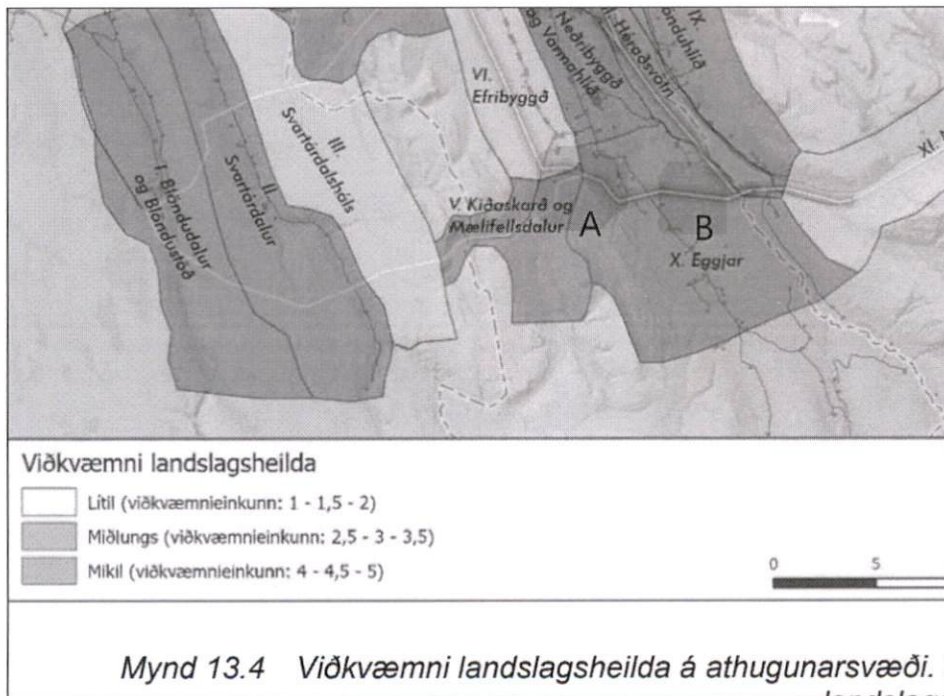 I. Blöndudalur
og Blöndustöð
II.
Svartárdalur
III.
Svartárdalsháls
VI.
Efribyggð
V. Kiðaskarð og
Mælifellsdalur
Neðribyggð
og Varmahlíð
Héraðsvötn
IX.
A
B
X. Eggjar
XI.
Viðkvæmni landslagsheilda
Lítil (viðkvæmnieinkunn: 1 - 1,5 - 2)
Miðlungs (viðkvæmnieinkunn: 2,5 - 3 - 3,5)
Mikil (viðkvæmnieinkunn: 4 - 4,5 - 5)
0 5
Mynd 13.4 Viðkvæmni landslagsheilda á athugunarsvæði.